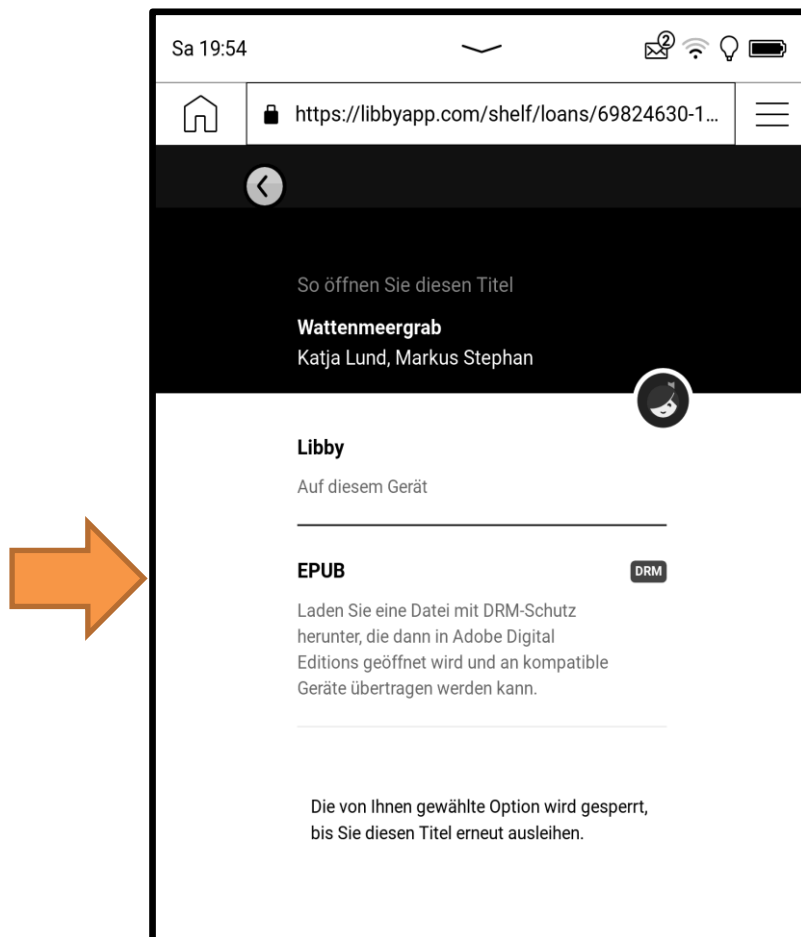 Sa 19:54
2
https://libbyapp.com/shelf/loans/69824630-1...
So öffnen Sie diesen Titel
Wattenmeergrab
Katja Lund, Markus Stephan
Libby
Auf diesem Gerät
EPUB DRM
Laden Sie eine Datei mit DRM-Schutz
herunter, die dann in Adobe Digital
Editions geöffnet wird und an kompatible
Geräte übertragen werden kann.
Die von Ihnen gewählte Option wird gesperrt,
bis Sie diesen Titel erneut ausleihen.